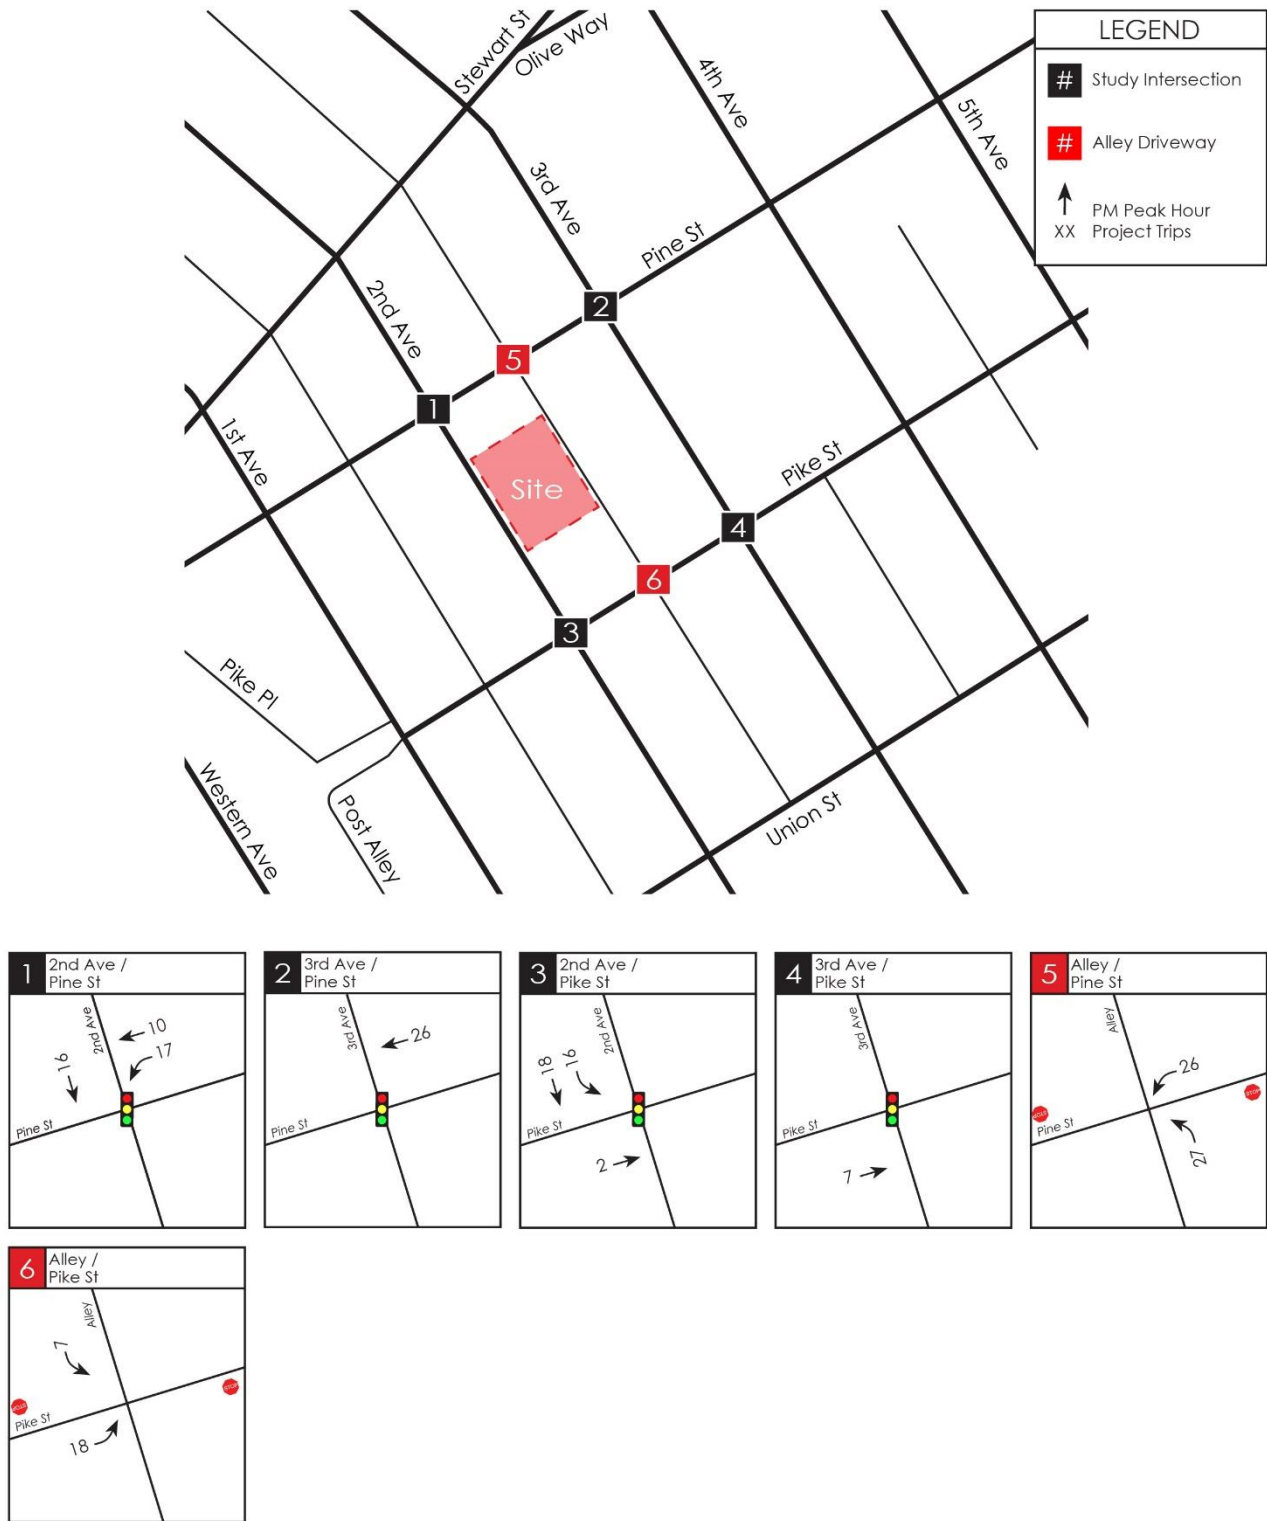 Stewart St
Olive Way
4th Ave
5th Ave
3rd Ave
Pine St
2nd Ave
1st Ave
Pike St
Pike Pl
Western Ave
Post Alley
Union St
1
2
3
4
5
6
Site
LEGEND
# Study Intersection
# Alley Driveway
XX
PM Peak Hour
Project Trips
1 2nd Ave /
Pine St
2nd Ave
10
17
16
Pine St
2 3rd Ave /
Pine St
3rd Ave
26
Pine St
3 2nd Ave /
Pike St
2nd Ave
18
16
Pike St
2
4 3rd Ave /
Pike St
3rd Ave
Pike St
7
5 Alley /
Pine St
Alley
26
STOP
STOP
Pine St
27
6 Alley /
Pike St
Alley
7
STOP
STOP
Pike St
18